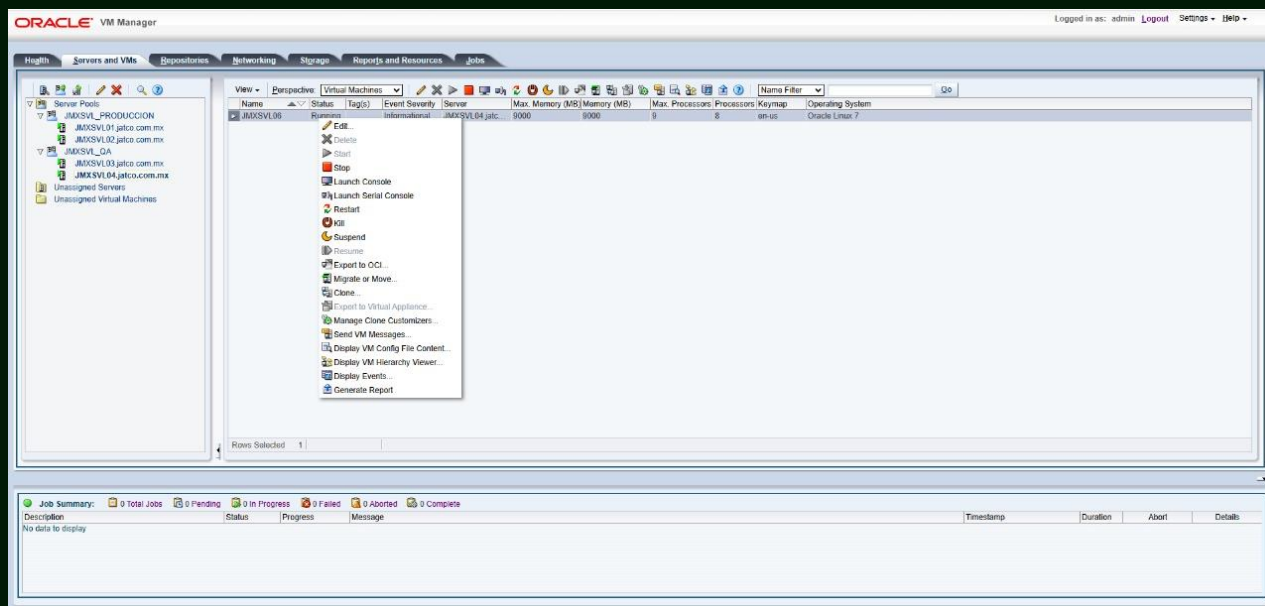 ORACLE VM Manager
Logged in as: admin Logout Settings Help
Health Servers and VMs Repositories Networking Storage Reports and Resources Jobs
View Perspective: Virtual Machines Name Filter Go
Server Pools
JMXSVL_PRODUCCION
JMXSVL01.jatco.com.mx
JMXSVL02.jatco.com.mx
JMXSVL_QA
JMXSVL03.jatco.com.mx
JMXSVL04.jatco.com.mx
Unassigned Servers
Unassigned Virtual Machines
Name Status Tag(s) Event Severity Server Max. Memory (MB) Memory (MB) Max. Processors Processors Keymap Operating System
JMXSVL06 Running Informational JMXSVL04.jatc... 9000 9000 9 8 en-us Oracle Linux 7
Edit...
Delete
Start
Stop
Launch Console
Launch Serial Console
Restart
Kill
Suspend
Resume
Export to OCI...
Migrate or Move...
Clone...
Export to Virtual Appliance...
Manage Clone Customizers...
Send VM Messages...
Display VM Config File Content...
Display VM Hierarchy Viewer...
Display Events...
Generate Report
Rows Selected 1
Job Summary: 0 Total Jobs 0 Pending 0 In Progress 0 Failed 0 Aborted 0 Complete
Description Status Progress Message Timestamp Duration Abort Details
No data to display